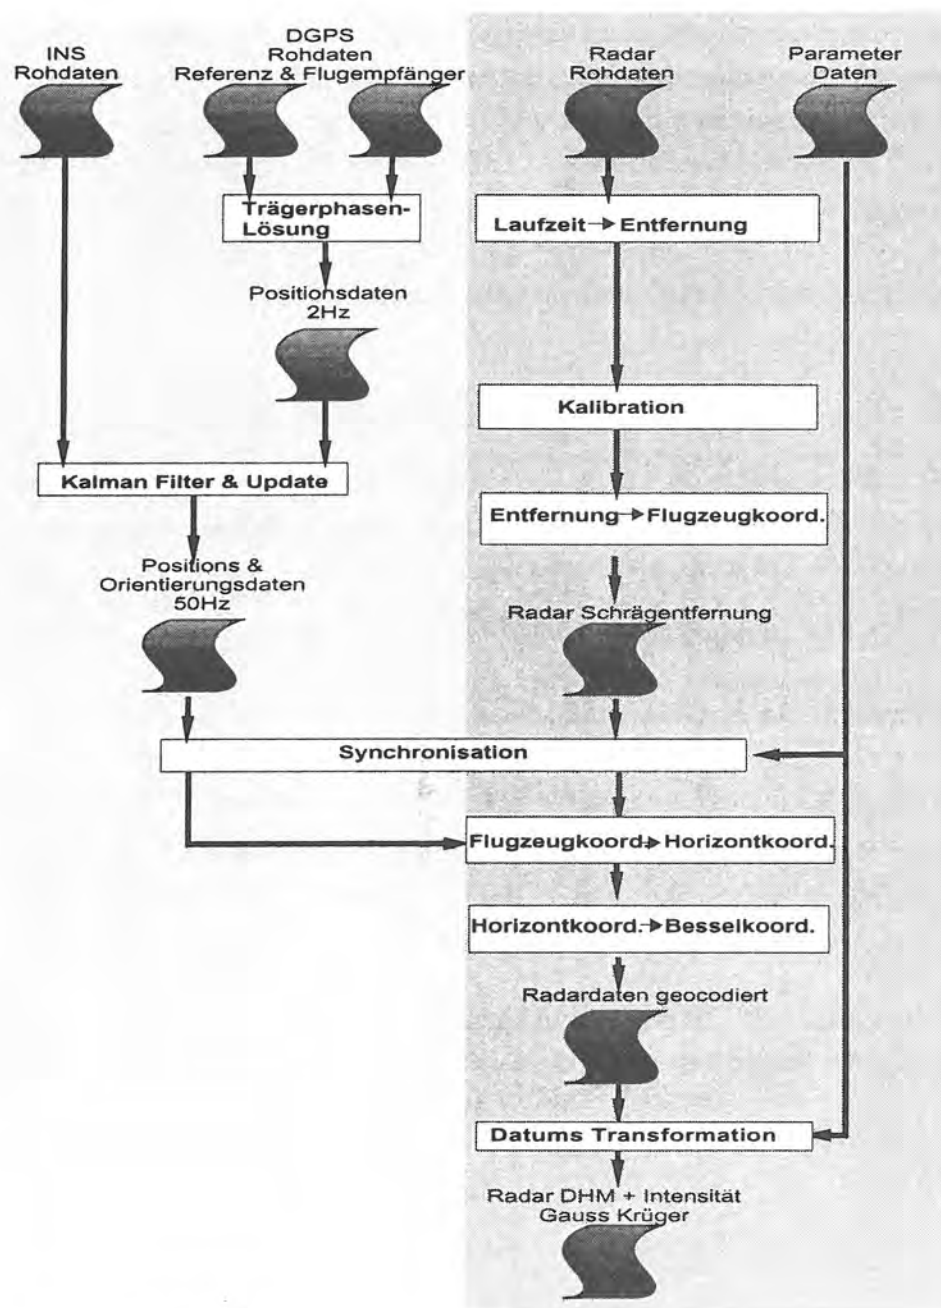 INS
Rohdaten
DGPS
Rohdaten
Referenz & Flugempfänger
Radar
Rohdaten
Parameter
Daten
Trägerphasen-
Lösung
Laufzeit → Entfernung
Positionsdaten
2Hz
Kalibration
Kalman Filter & Update
Entfernung → Flugzeugkoord.
Positions &
Orientierungsdaten
50Hz
Radar Schrägentfernung
Synchronisation
Flugzeugkoord. → Horizontkoord.
Horizontkoord. → Besselkoord.
Radardaten geocodiert
Datums Transformation
Radar DHM + Intensität
Gauss Krüger